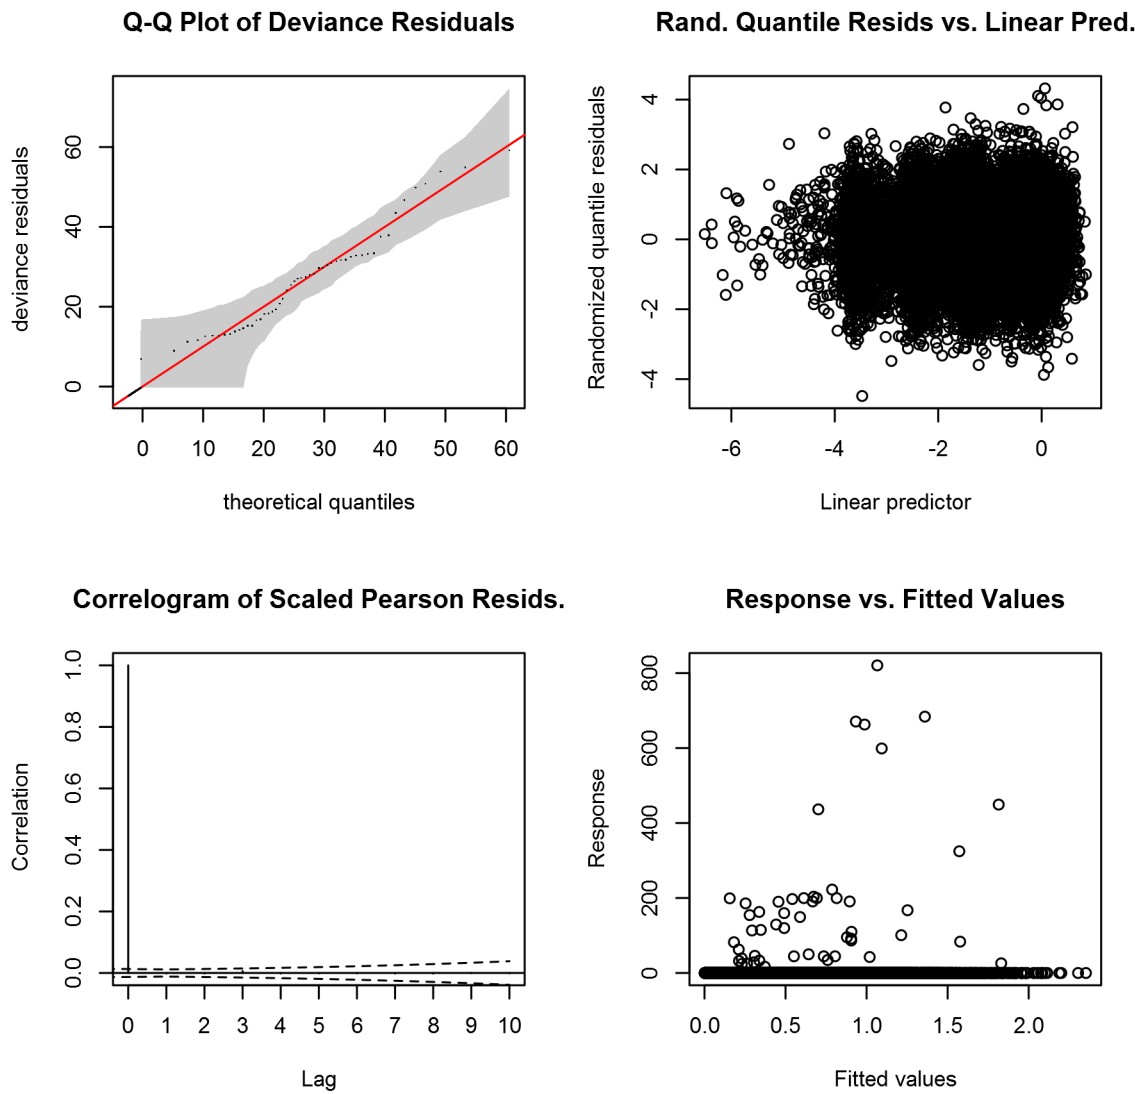 Q-Q Plot of Deviance Residuals
deviance residuals
60
40
20
0
0 10 20 30 40 50 60
theoretical quantiles
Rand. Quantile Resids vs. Linear Pred.
Randomized quantile residuals
4
2
0
-2
-4
-6 -4 -2 0
Linear predictor
Correlogram of Scaled Pearson Resids.
Correlation
1.0
0.8
0.6
0.4
0.2
0.0
0 1 2 3 4 5 6 7 8 9 10
Lag
Response vs. Fitted Values
Response
800
600
400
200
0
0.0 0.5 1.0 1.5 2.0
Fitted values